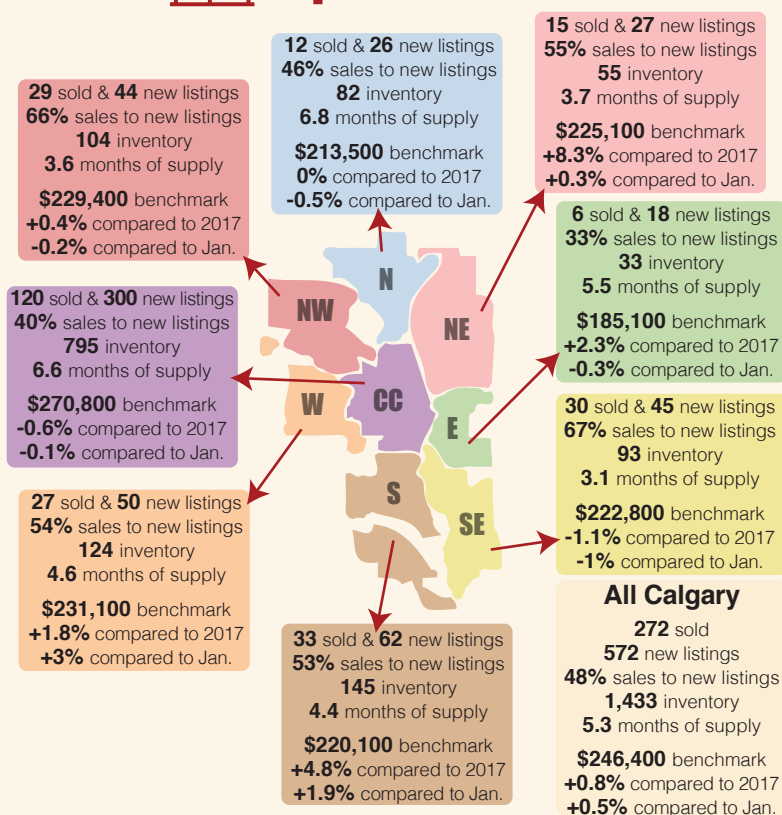 12 sold & 26 new listings
46% sales to new listings
82 inventory
6.8 months of supply
$213,500 benchmark
0% compared to 2017
-0.5% compared to Jan.
15 sold & 27 new listings
55% sales to new listings
55 inventory
3.7 months of supply
$225,100 benchmark
+8.3% compared to 2017
+0.3% compared to Jan.
29 sold & 44 new listings
66% sales to new listings
104 inventory
3.6 months of supply
$229,400 benchmark
+0.4% compared to 2017
-0.2% compared to Jan.
6 sold & 18 new listings
33% sales to new listings
33 inventory
5.5 months of supply
$185,100 benchmark
+2.3% compared to 2017
-0.3% compared to Jan.
N
NW
NE
W
CC
E
S
SE
120 sold & 300 new listings
40% sales to new listings
795 inventory
6.6 months of supply
$270,800 benchmark
-0.6% compared to 2017
-0.1% compared to Jan.
30 sold & 45 new listings
67% sales to new listings
93 inventory
3.1 months of supply
$222,800 benchmark
-1.1% compared to 2017
-1% compared to Jan.
27 sold & 50 new listings
54% sales to new listings
124 inventory
4.6 months of supply
$231,100 benchmark
+1.8% compared to 2017
+3% compared to Jan.
33 sold & 62 new listings
53% sales to new listings
145 inventory
4.4 months of supply
$220,100 benchmark
+4.8% compared to 2017
+1.9% compared to Jan.
All Calgary
272 sold
572 new listings
48% sales to new listings
1,433 inventory
5.3 months of supply
$246,400 benchmark
+0.8% compared to 2017
+0.5% compared to Jan.